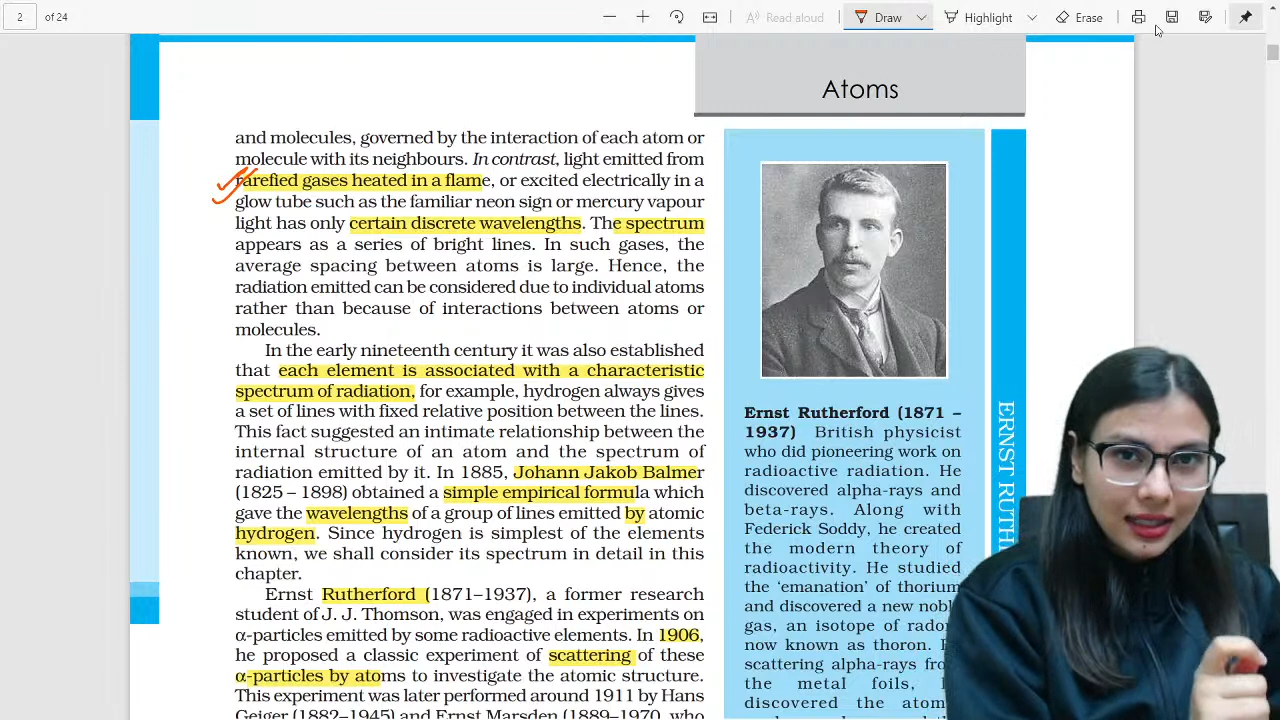 2 of 24
Read aloud
Draw
Highlight
Erase
Atoms
and molecules, governed by the interaction of each atom or
molecule with its neighbours. In contrast, light emitted from
rarefied gases heated in a flame, or excited electrically in a
glow tube such as the familiar neon sign or mercury vapour
light has only certain discrete wavelengths. The spectrum
appears as a series of bright lines. In such gases, the
average spacing between atoms is large. Hence, the
radiation emitted can be considered due to individual atoms
rather than because of interactions between atoms or
molecules.
In the early nineteenth century it was also established
that each element is associated with a characteristic
spectrum of radiation, for example, hydrogen always gives
a set of lines with fixed relative position between the lines.
This fact suggested an intimate relationship between the
internal structure of an atom and the spectrum of
radiation emitted by it. In 1885, Johann Jakob Balmer
(1825 – 1898) obtained a simple empirical formula which
gave the wavelengths of a group of lines emitted by atomic
hydrogen. Since hydrogen is simplest of the elements
known, we shall consider its spectrum in detail in this
chapter.
Ernst Rutherford (1871–1937), a former research
student of J. J. Thomson, was engaged in experiments on
α-particles emitted by some radioactive elements. In 1906,
he proposed a classic experiment of scattering of these
α-particles by atoms to investigate the atomic structure.
This experiment was later performed around 1911 by Hans
Geiger (1882–1945) and Ernst Marsden (1889–1970, who
Ernst Rutherford (1871 –
1937) British physicist
who did pioneering work on
radioactive radiation. He
discovered alpha-rays and
beta-rays. Along with
Federick Soddy, he created
the modern theory of
radioactivity. He studied
the 'emanation' of thorium
and discovered a new noble
gas, an isotope of radon
now known as thoron.
scattering alpha-rays from
the metal foils,
discovered the atom
ERNST RUTH